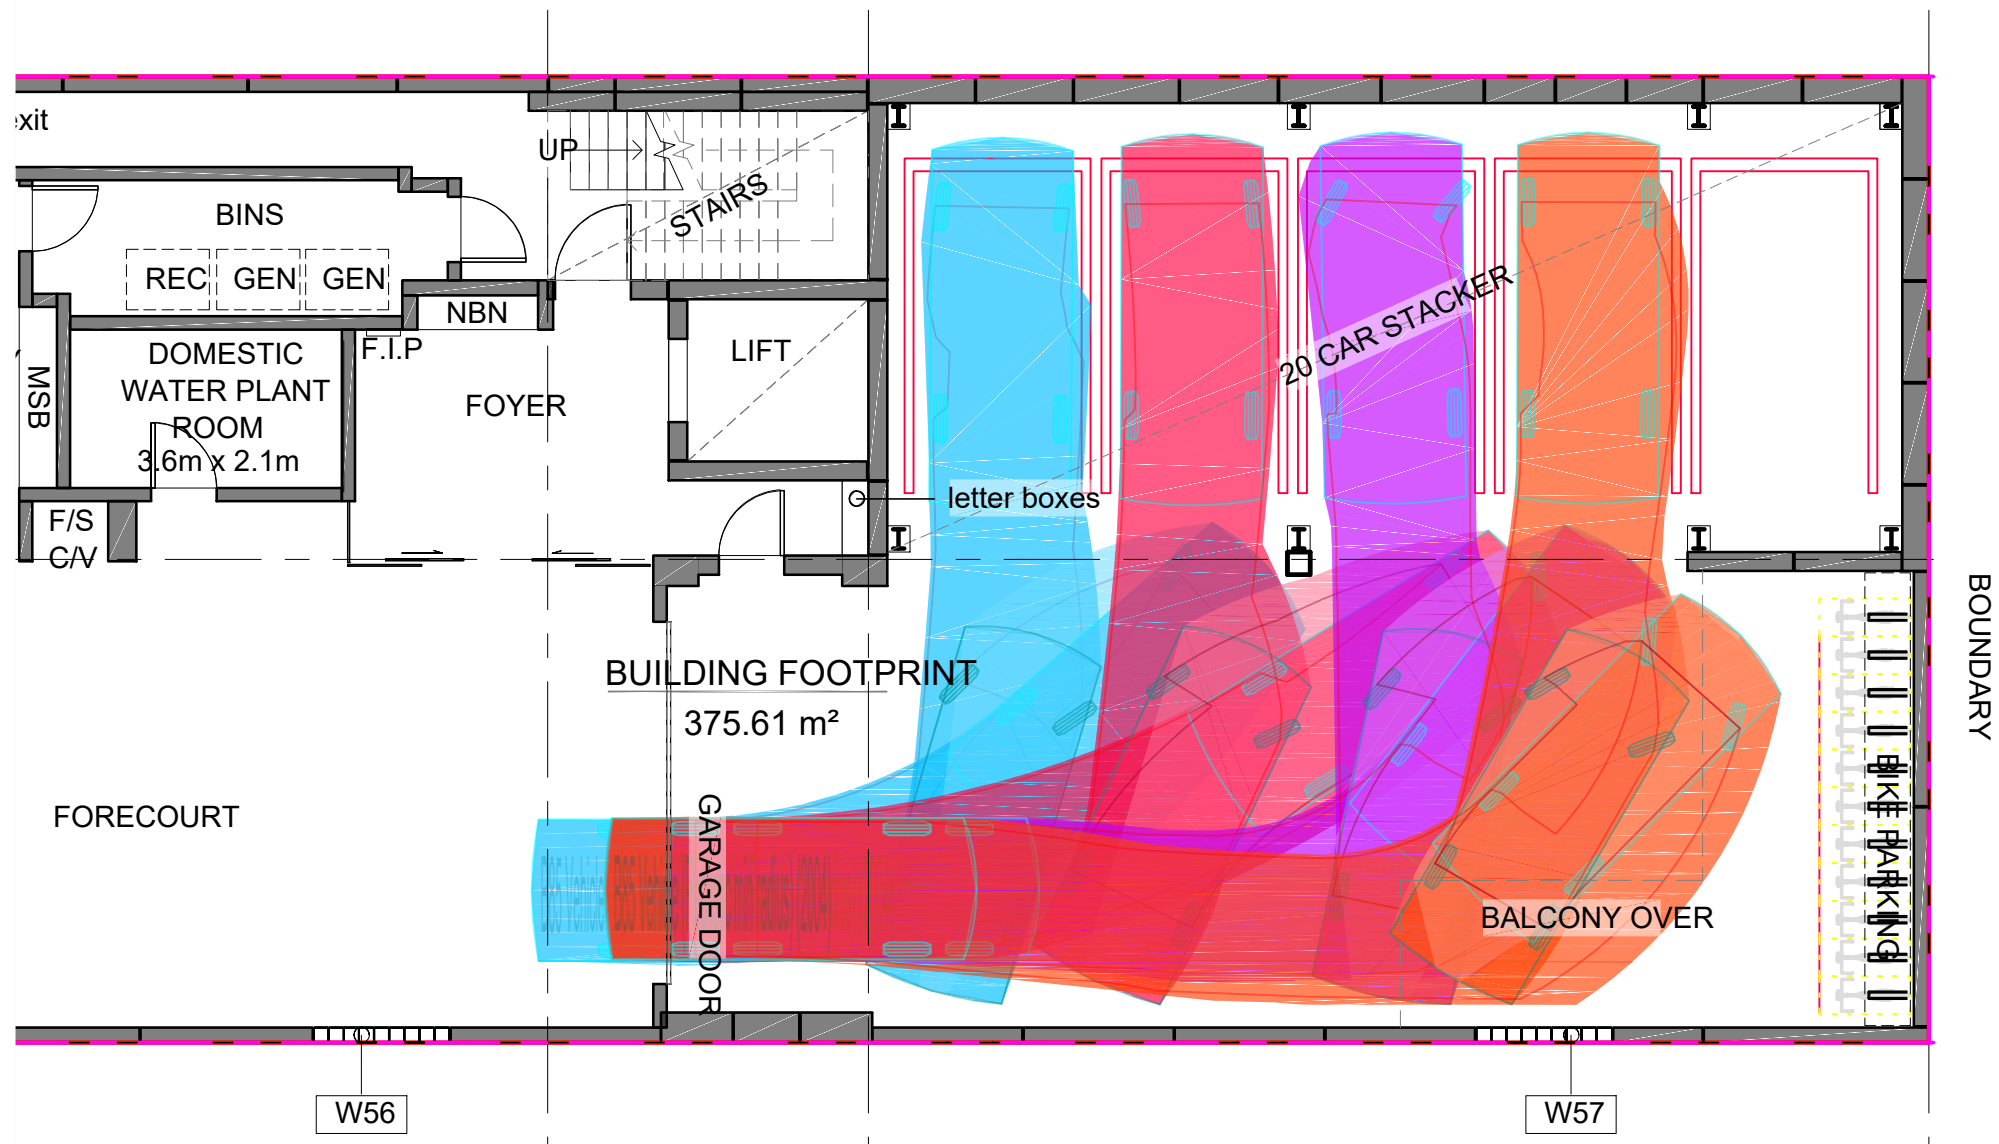 exit
UP
STAIRS
BINS
REC
GEN
GEN
NBN
F.I.P
MSB
DOMESTIC
WATER PLANT
ROOM
3.6m x 2.1m
FOYER
LIFT
20 CAR STACKER
letter boxes
F/S
C/V
BUILDING FOOTPRINT
375.61 m²
BOUNDARY
FORECOURT
GARAGE DOOR
BIKE PARKING
BALCONY OVER
W56
W57